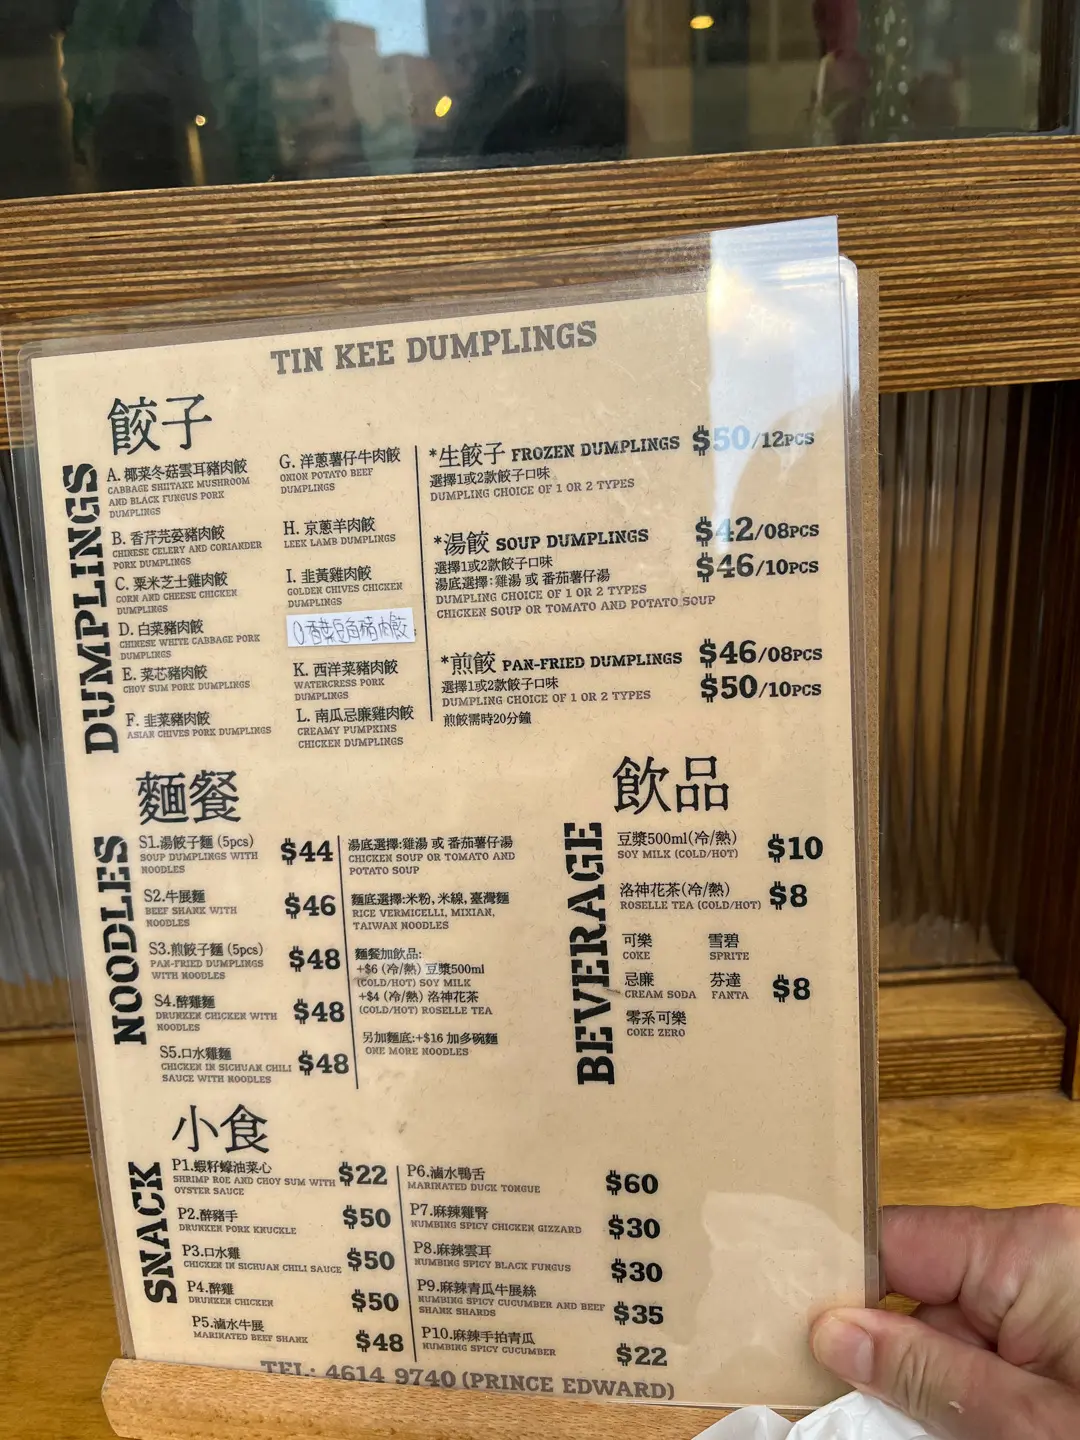 TIN KEE DUMPLINGS
餃子
DUMPLINGS
A. 椰菜冬菇雲耳豬肉餃
CABBAGE SHIITAKE MUSHROOM
AND BLACK FUNGUS PORK
DUMPLINGS
B. 香芹芫荽豬肉餃
CHINESE CELERY AND CORIANDER
PORK DUMPLINGS
C. 粟米芝士雞肉餃
CORN AND CHEESE CHICKEN
DUMPLINGS
D. 白菜豬肉餃
CHINESE WHITE CABBAGE PORK
DUMPLINGS
E. 菜芯豬肉餃
CHOY SUM PORK DUMPLINGS
F. 韭菜豬肉餃
ASIAN CHIVES PORK DUMPLINGS
G. 洋蔥薯仔牛肉餃
ONION POTATO BEEF
DUMPLINGS
H. 京蔥羊肉餃
LEEK LAMB DUMPLINGS
I. 韭黃雞肉餃
GOLDEN CHIVES CHICKEN
DUMPLINGS
豆角豬肉餃
K. 西洋菜豬肉餃
WATERCRESS PORK
DUMPLINGS
L. 南瓜忌廉雞肉餃
CREAMY PUMPKINS
CHICKEN DUMPLINGS
*生餃子 FROZEN DUMPLINGS $50/12PCS
選擇1或2款餃子口味
DUMPLING CHOICE OF 1 OR 2 TYPES
*湯餃 SOUP DUMPLINGS $42/08PCS
$46/10PCS
選擇1或2款餃子口味
湯底選擇:雞湯 或 番茄薯仔湯
DUMPLING CHOICE OF 1 OR 2 TYPES
CHICKEN SOUP OR TOMATO AND POTATO SOUP
*煎餃 PAN-FRIED DUMPLINGS $46/08PCS
$50/10PCS
選擇1或2款餃子口味
DUMPLING CHOICE OF 1 OR 2 TYPES
煎餃需時20分鐘
麵餐
NOODLES
S1.湯餃子麵 (5pcs) $44
SOUP DUMPLINGS WITH
NOODLES
S2.牛展麵 $46
BEEF SHANK WITH
NOODLES
S3.煎餃子麵 (5pcs) $48
PAN-FRIED DUMPLINGS
WITH NOODLES
S4.醉雞麵 $48
DRUNKEN CHICKEN WITH
NOODLES
S5.口水雞麵 $48
CHICKEN IN SICHUAN CHILI
SAUCE WITH NOODLES
湯底選擇:雞湯 或 番茄薯仔湯
CHICKEN SOUP OR TOMATO AND
POTATO SOUP
麵底選擇:米粉, 米線, 臺灣麵
RICE VERMICELLI, MIXIAN,
TAIWAN NOODLES
麵餐加飲品:
+$6 (冷/熱) 豆漿500ml
(COLD/HOT) SOY MILK
+$4 (冷/熱) 洛神花茶
(COLD/HOT) ROSELLE TEA
另加麵底:+$16 加多碗麵
ONE MORE NOODLES
飲品
BEVERAGE
豆漿500ml(冷/熱) $10
SOY MILK (COLD/HOT)
洛神花茶(冷/熱) $8
ROSELLE TEA (COLD/HOT)
可樂 雪碧
COKE SPRITE
忌廉 芬達 $8
CREAM SODA FANTA
零系可樂
COKE ZERO
小食
SNACK
P1.蝦籽蠔油菜心 $22
SHRIMP ROE AND CHOY SUM WITH
OYSTER SAUCE
P2.醉豬手 $50
DRUNKEN PORK KNUCKLE
P3.口水雞 $50
CHICKEN IN SICHUAN CHILI SAUCE
P4.醉雞 $50
DRUNKEN CHICKEN
P5.滷水牛展 $48
MARINATED BEEF SHANK
P6.滷水鴨舌 $60
MARINATED DUCK TONGUE
P7.麻辣雞腎 $30
NUMBING SPICY CHICKEN GIZZARD
P8.麻辣雲耳 $30
NUMBING SPICY BLACK FUNGUS
P9.麻辣青瓜牛展絲 $35
NUMBING SPICY CUCUMBER AND BEEF
SHANK SHARDS
P10.麻辣手拍青瓜 $22
NUMBING SPICY CUCUMBER
TEL: 4614 9740 (PRINCE EDWARD)